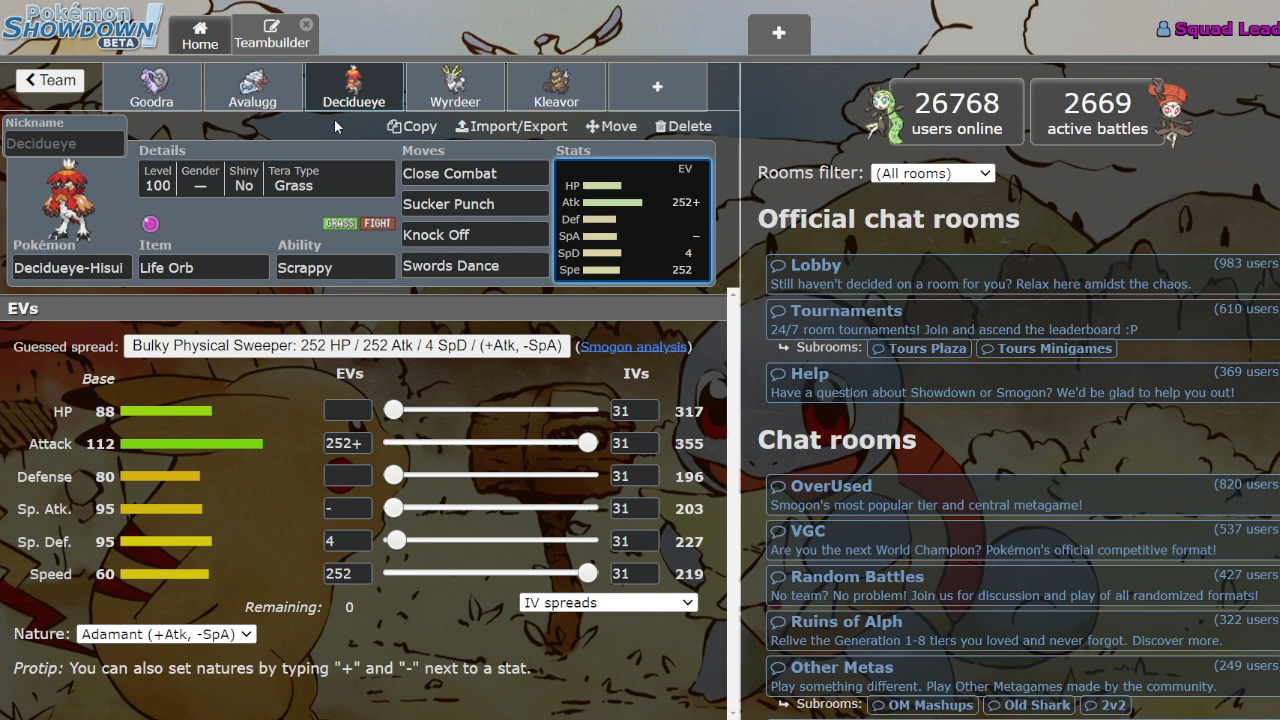 Pokémon
SHOWDOWN!
BETA
Home
Teambuilder
+
Squad Lead
Team
Goodra
Avalugg
Decidueye
Wyrdeer
Kleavor
+
Nickname
Decidueye
Copy
Import/Export
Move
Delete
Details
Level
100
Gender
—
Shiny
No
Tera Type
Grass
GRASS FIGHT
Pokémon
Decidueye-Hisui
Item
Life Orb
Ability
Scrappy
Moves
Close Combat
Sucker Punch
Knock Off
Swords Dance
Stats
EV
HP
Atk 252+
Def
SpA –
SpD 4
Spe 252
EVs
Guessed spread: Bulky Physical Sweeper: 252 HP / 252 Atk / 4 SpD / (+Atk, -SpA) (Smogon analysis)
Base EVs IVs
HP 88 31 317
Attack 112 252+ 31 355
Defense 80 31 196
Sp. Atk. 95 - 31 203
Sp. Def. 95 4 31 227
Speed 60 252 31 219
Remaining: 0
IV spreads
Nature: Adamant (+Atk, -SpA)
Protip: You can also set natures by typing "+" and "-" next to a stat.
26768
users online
2669
active battles
Rooms filter: (All rooms)
Official chat rooms
Lobby (983 users
Still haven't decided on a room for you? Relax here amidst the chaos.
Tournaments (610 users
24/7 room tournaments! Join and ascend the leaderboard :P
↳ Subrooms: Tours Plaza Tours Minigames
Help (369 users
Have a question about Showdown or Smogon? We'd be glad to help you out!
Chat rooms
OverUsed (820 users
Smogon's most popular tier and central metagame!
VGC (537 users
Are you the next World Champion? Pokémon's official competitive format!
Random Battles (427 users
No team? No problem! Join us for discussion and play of all randomized formats!
Ruins of Alph (322 users
Relive the Generation 1-8 tiers you loved and never forgot. Discover more.
Other Metas (249 users
Play something different. Play Other Metagames made by the community.
↳ Subrooms: OM Mashups Old Shark 2v2